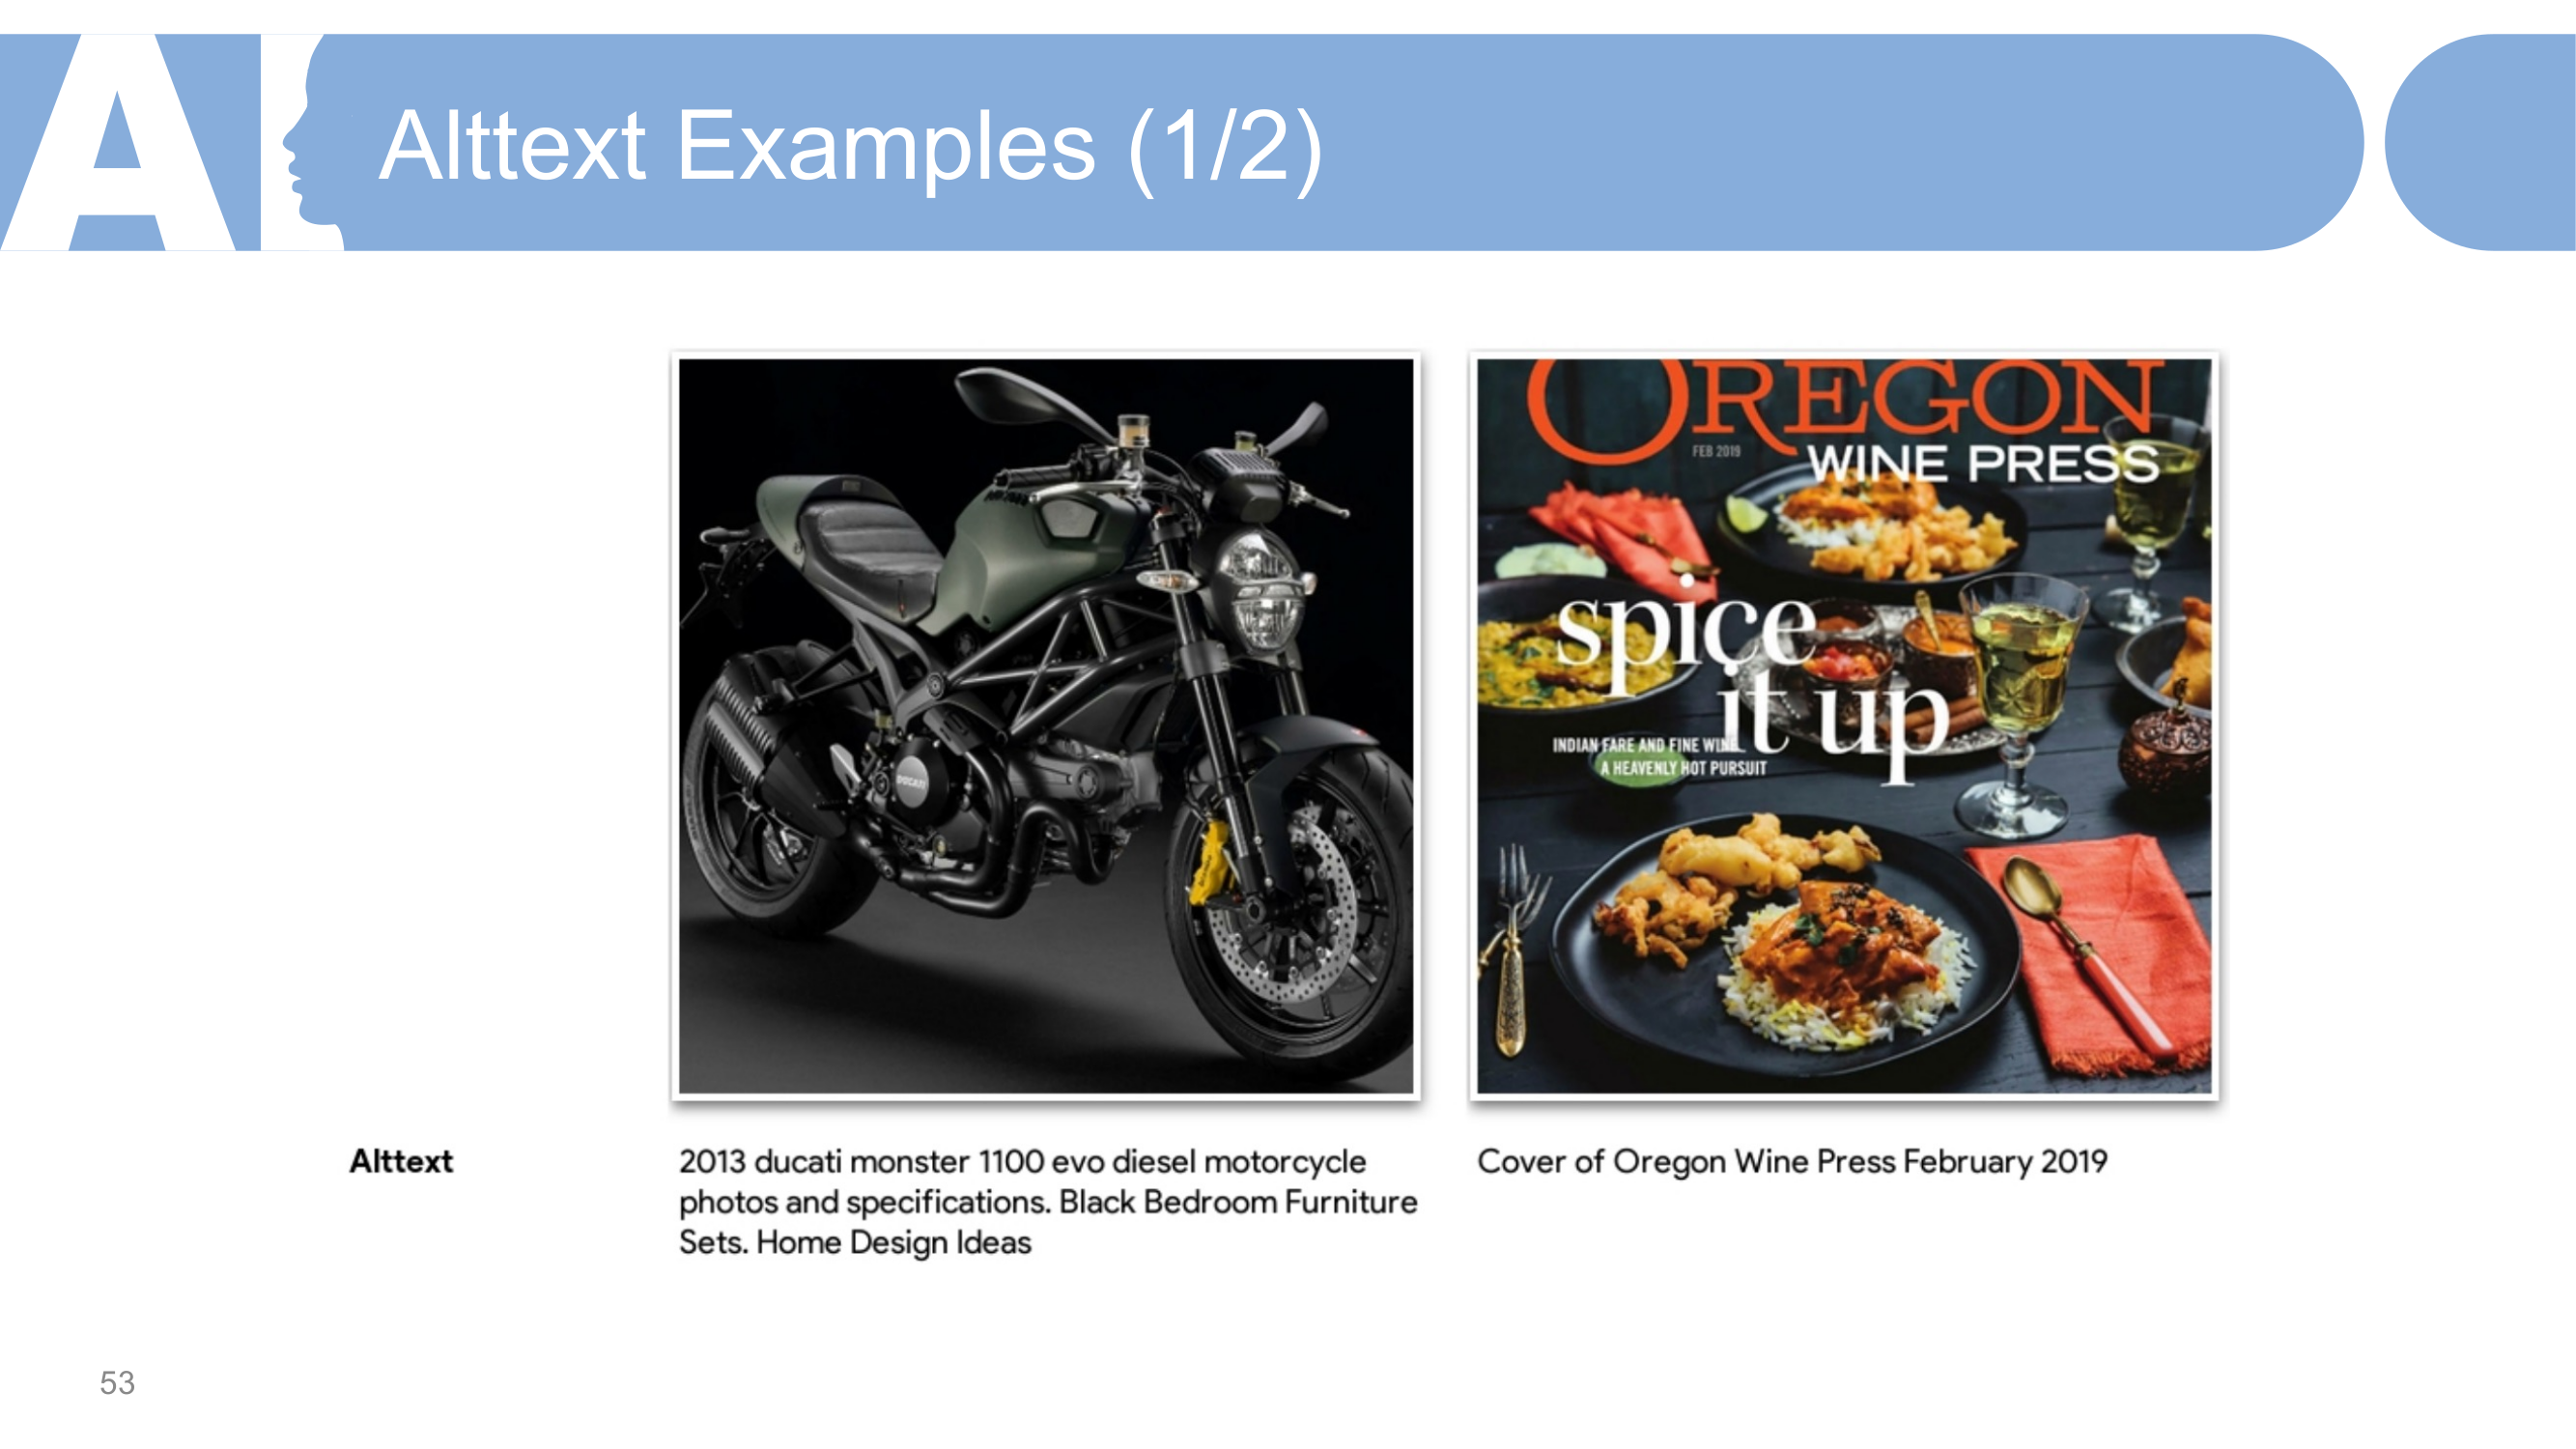 AI
Alttext Examples (1/2)
OREGON
FEB 2019
WINE PRESS
spice
it up
INDIAN FARE AND FINE WINE
A HEAVENLY HOT PURSUIT
DUCATI
Alttext
2013 ducati monster 1100 evo diesel motorcycle
photos and specifications. Black Bedroom Furniture
Sets. Home Design Ideas
Cover of Oregon Wine Press February 2019
53